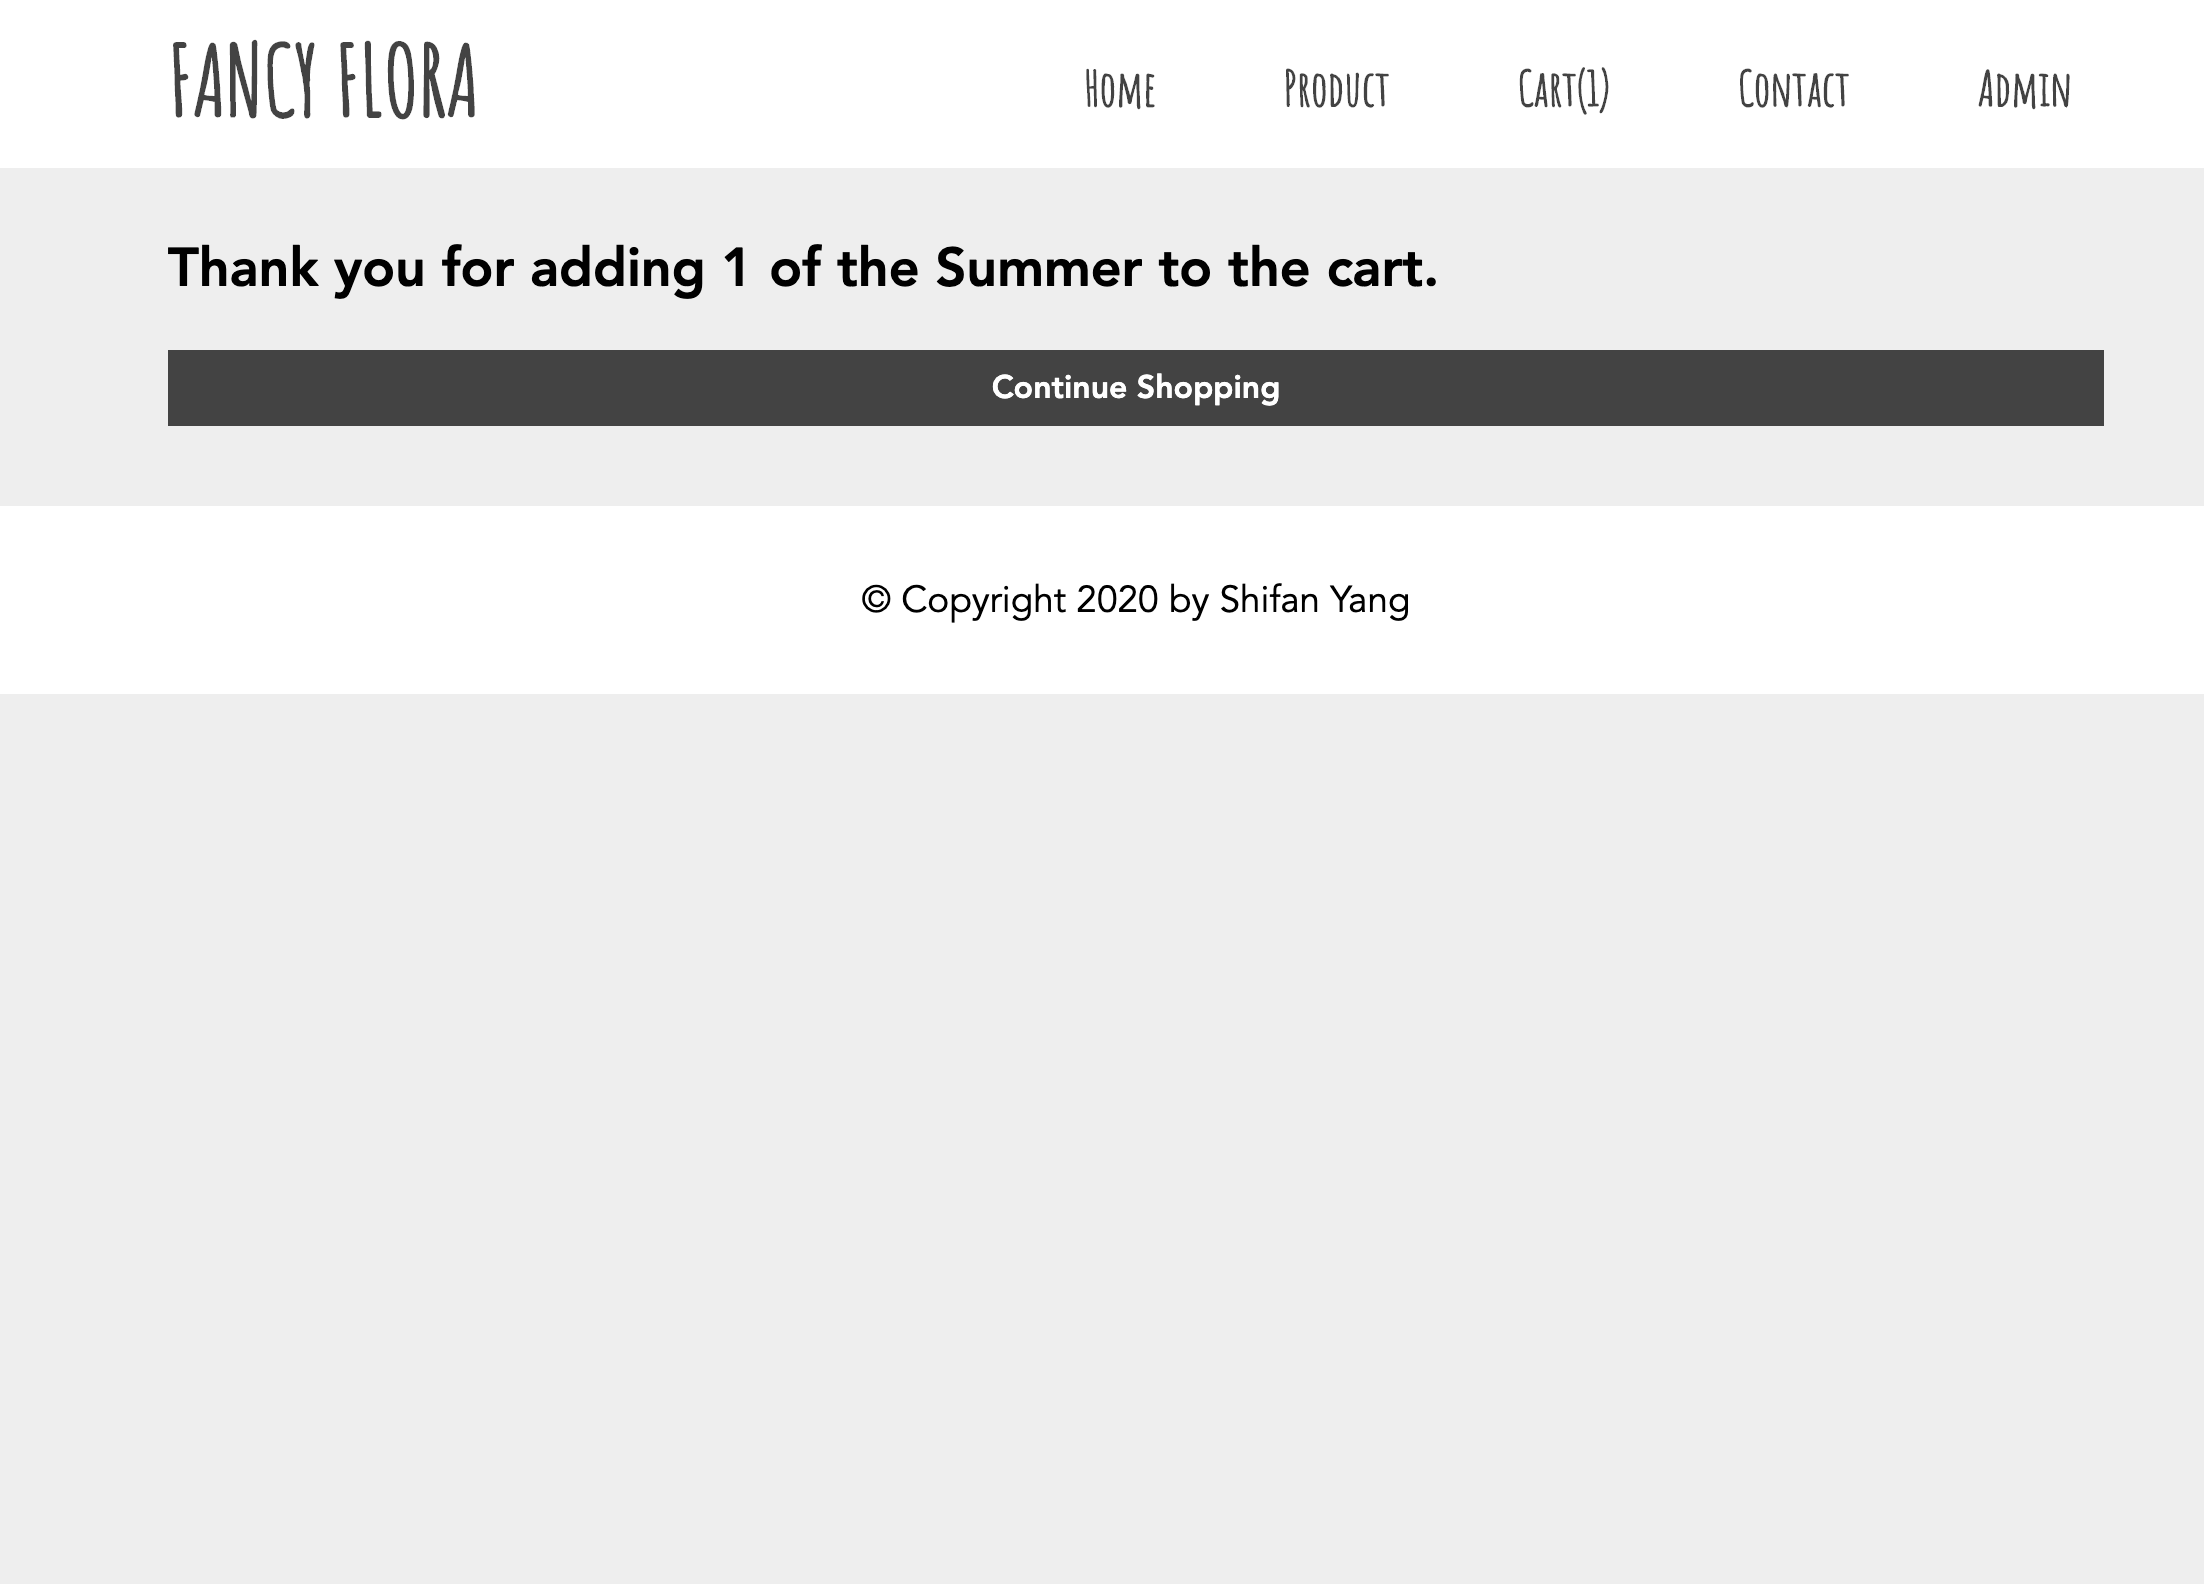 FANCY FLORA
Home Product Cart(1) Contact Admin
Thank you for adding 1 of the Summer to the cart.
Continue Shopping
© Copyright 2020 by Shifan Yang